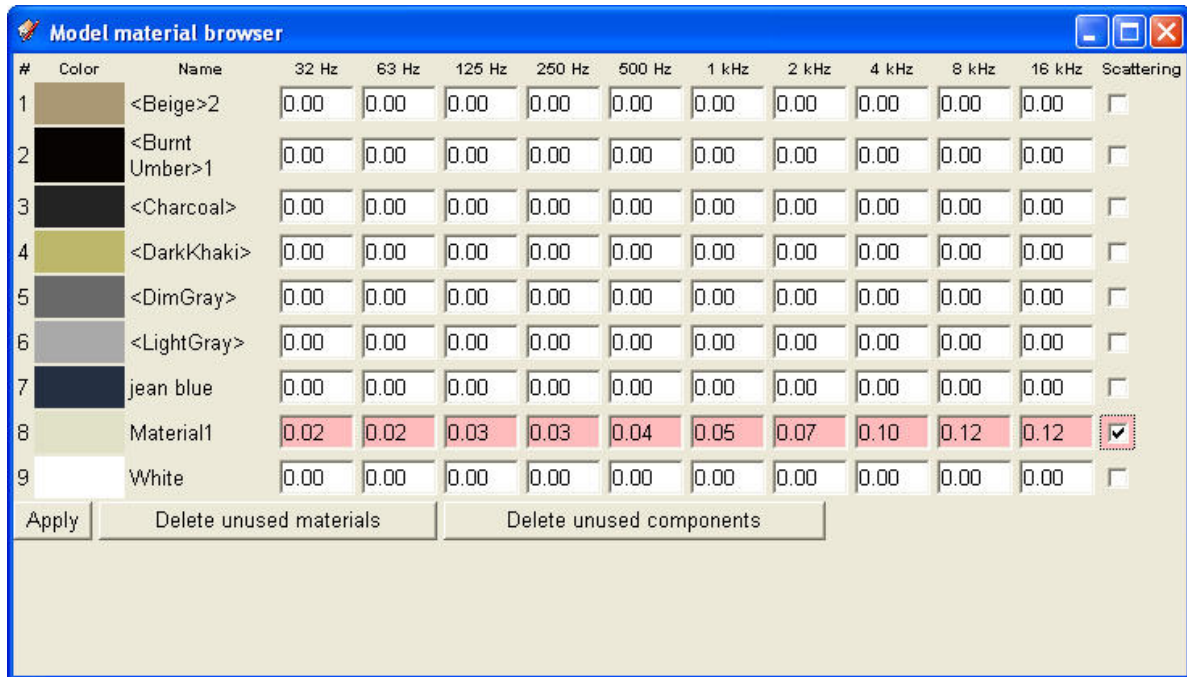 Model material browser
# Color Name 32 Hz 63 Hz 125 Hz 250 Hz 500 Hz 1 kHz 2 kHz 4 kHz 8 kHz 16 kHz Scattering
1 <Beige>2 0.00 0.00 0.00 0.00 0.00 0.00 0.00 0.00 0.00 0.00
2 <Burnt
Umber>1 0.00 0.00 0.00 0.00 0.00 0.00 0.00 0.00 0.00 0.00
3 <Charcoal> 0.00 0.00 0.00 0.00 0.00 0.00 0.00 0.00 0.00 0.00
4 <DarkKhaki> 0.00 0.00 0.00 0.00 0.00 0.00 0.00 0.00 0.00 0.00
5 <DimGray> 0.00 0.00 0.00 0.00 0.00 0.00 0.00 0.00 0.00 0.00
6 <LightGray> 0.00 0.00 0.00 0.00 0.00 0.00 0.00 0.00 0.00 0.00
7 jean blue 0.00 0.00 0.00 0.00 0.00 0.00 0.00 0.00 0.00 0.00
8 Material1 0.02 0.02 0.03 0.03 0.04 0.05 0.07 0.10 0.12 0.12
9 White 0.00 0.00 0.00 0.00 0.00 0.00 0.00 0.00 0.00 0.00
Apply Delete unused materials Delete unused components